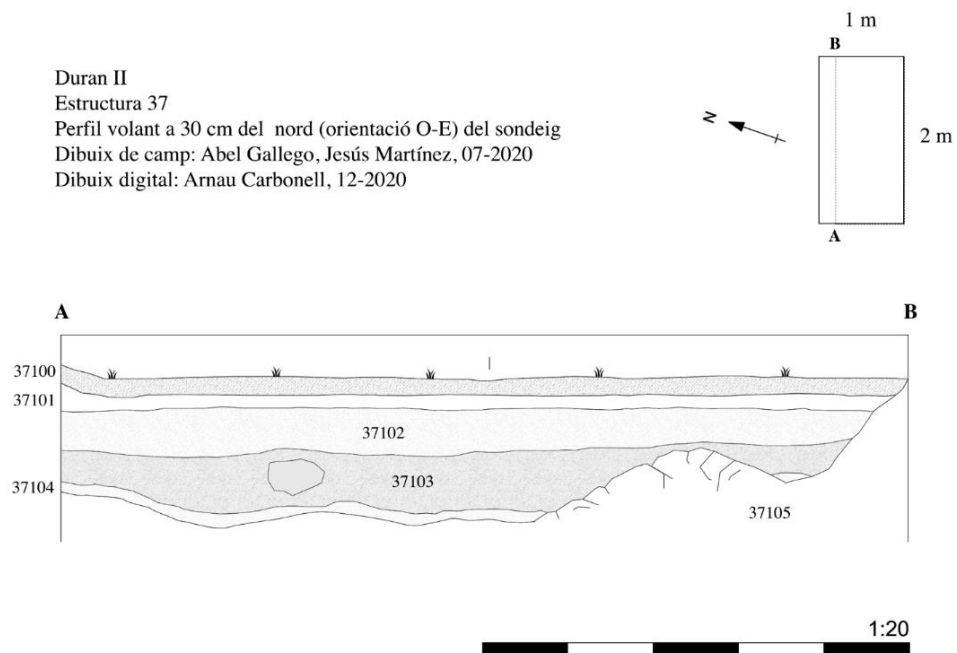 1 m
B
Duran II
Estructura 37
Perfil volant a 30 cm del nord (orientació O-E) del sondeig
Dibuix de camp: Abel Gallego, Jesús Martínez, 07-2020
Dibuix digital: Arnau Carbonell, 12-2020
N
2 m
A
A
B
37100
37101
37102
37103
37104
37105
1:20